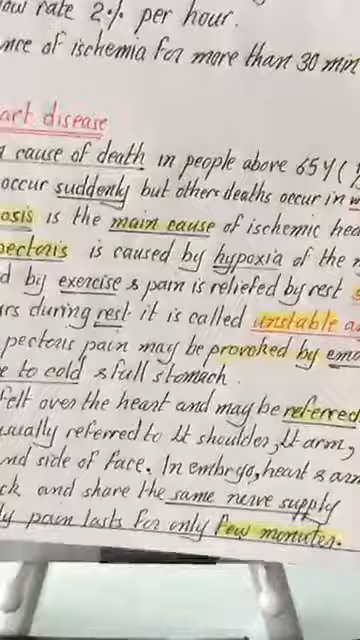 ow rate 2% per hour.
nce of ischemia for more than 30 min
art disease
cause of death in people above 65 y (
occur suddenly but others deaths occur in w
osis is the main cause of ischemic hea
pectoris is caused by hypoxia of the
d by exercise & pain is reliefed by rest
rs during rest it is called unstable a
pectoris pain may be provoked by emo
e to cold & full stomach.
felt over the heart and may be referred
sually referred to lt shoulder, lt arm,
nd side of face. In embryo, heart & arm
ck and share the same nerve supply
ly pain lasts for only few monutes.